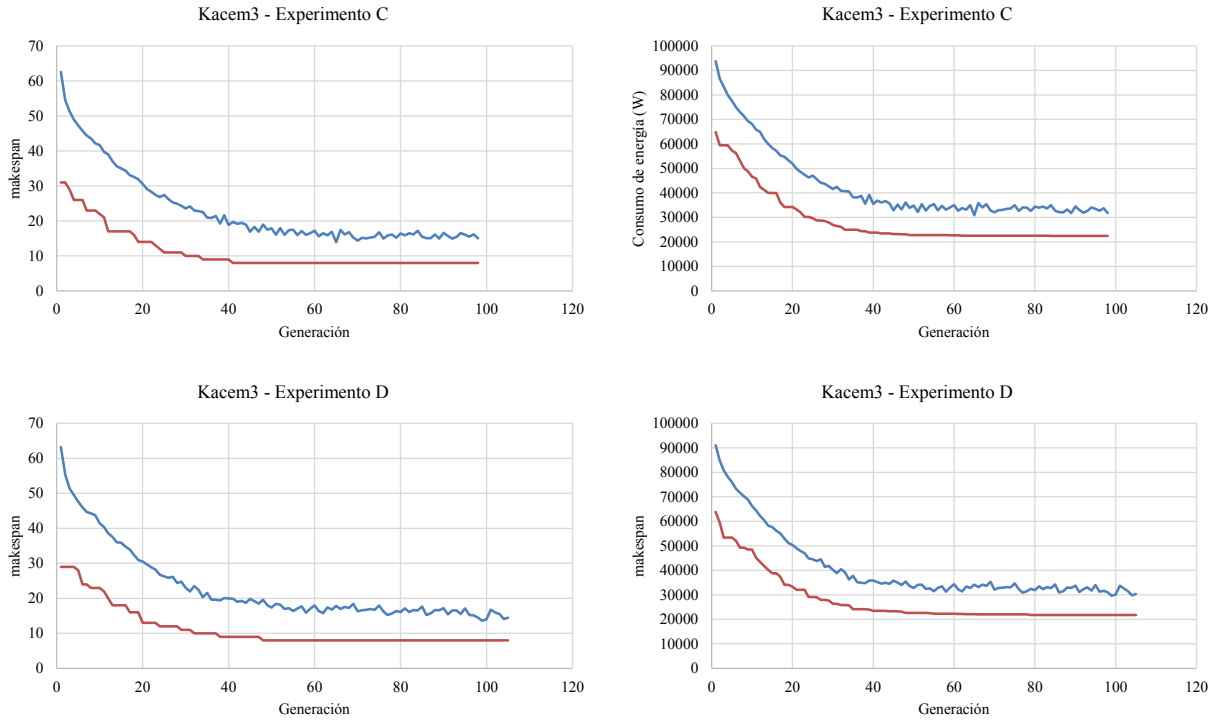 Kacem3 - Experimento C
makespan
70
60
50
40
30
20
10
0
0 20 40 60 80 100 120
Generación
Kacem3 - Experimento C
Consumo de energía (W)
100000
90000
80000
70000
60000
50000
40000
30000
20000
10000
0
0 20 40 60 80 100 120
Generación
Kacem3 - Experimento D
makespan
70
60
50
40
30
20
10
0
0 20 40 60 80 100 120
Generación
Kacem3 - Experimento D
makespan
100000
90000
80000
70000
60000
50000
40000
30000
20000
10000
0
0 20 40 60 80 100 120
Generación